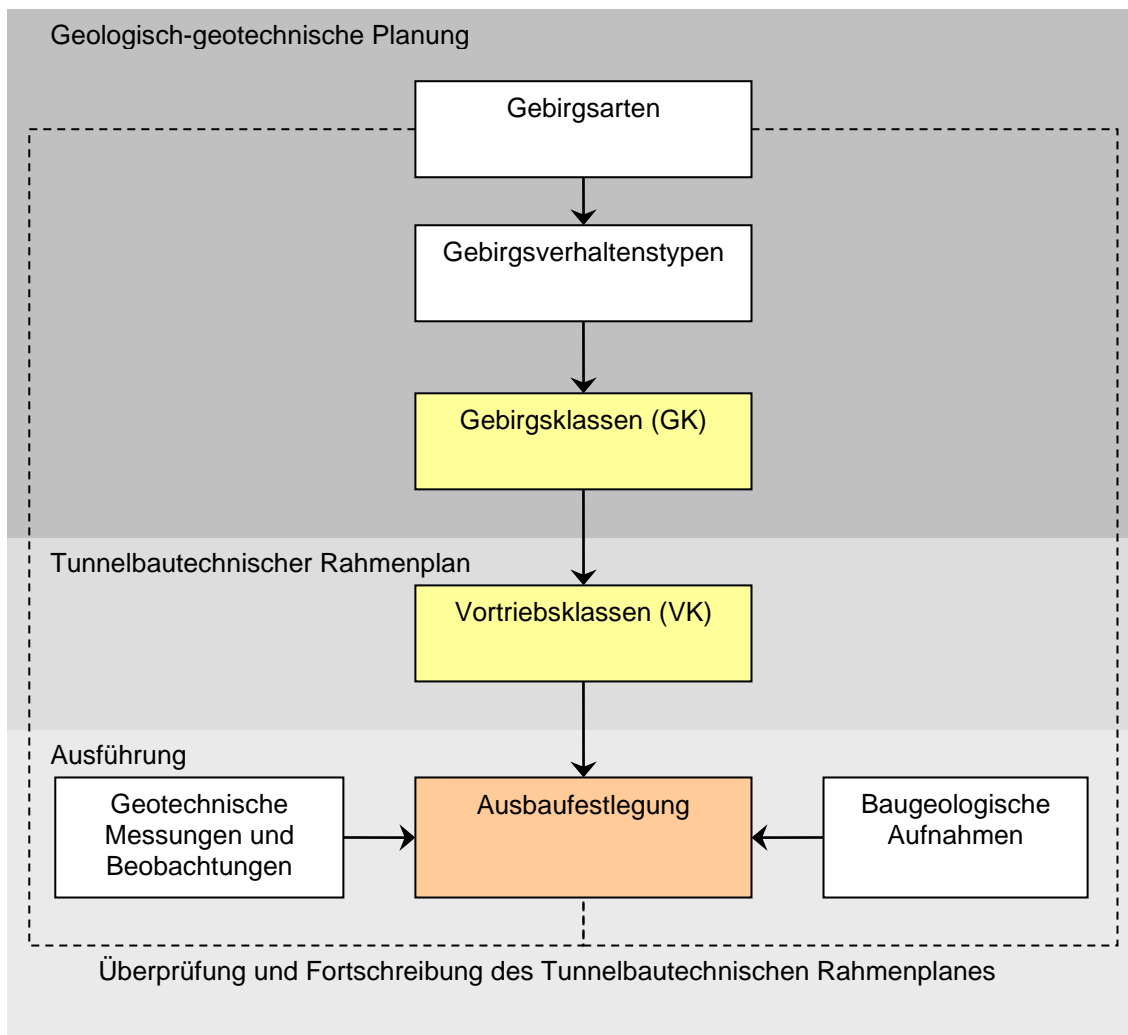 Geologisch-geotechnische Planung
Gebirgsarten
Gebirgsverhaltenstypen
Gebirgsklassen (GK)
Tunnelbautechnischer Rahmenplan
Vortriebsklassen (VK)
Ausführung
Geotechnische
Messungen und
Beobachtungen
Ausbaufestlegung
Baugeologische
Aufnahmen
Überprüfung und Fortschreibung des Tunnelbautechnischen Rahmenplanes